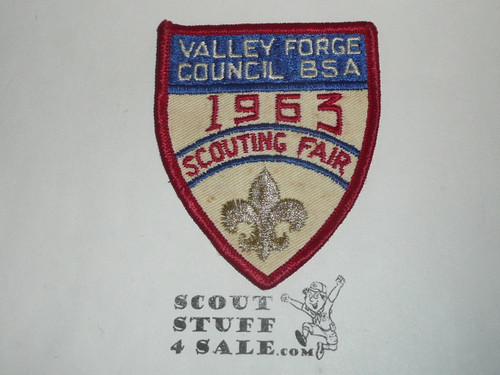 VALLEY FORGE
COUNCIL BSA
1963
SCOUTING FAIR
SCOUT
STUFF
4 SALE.COM